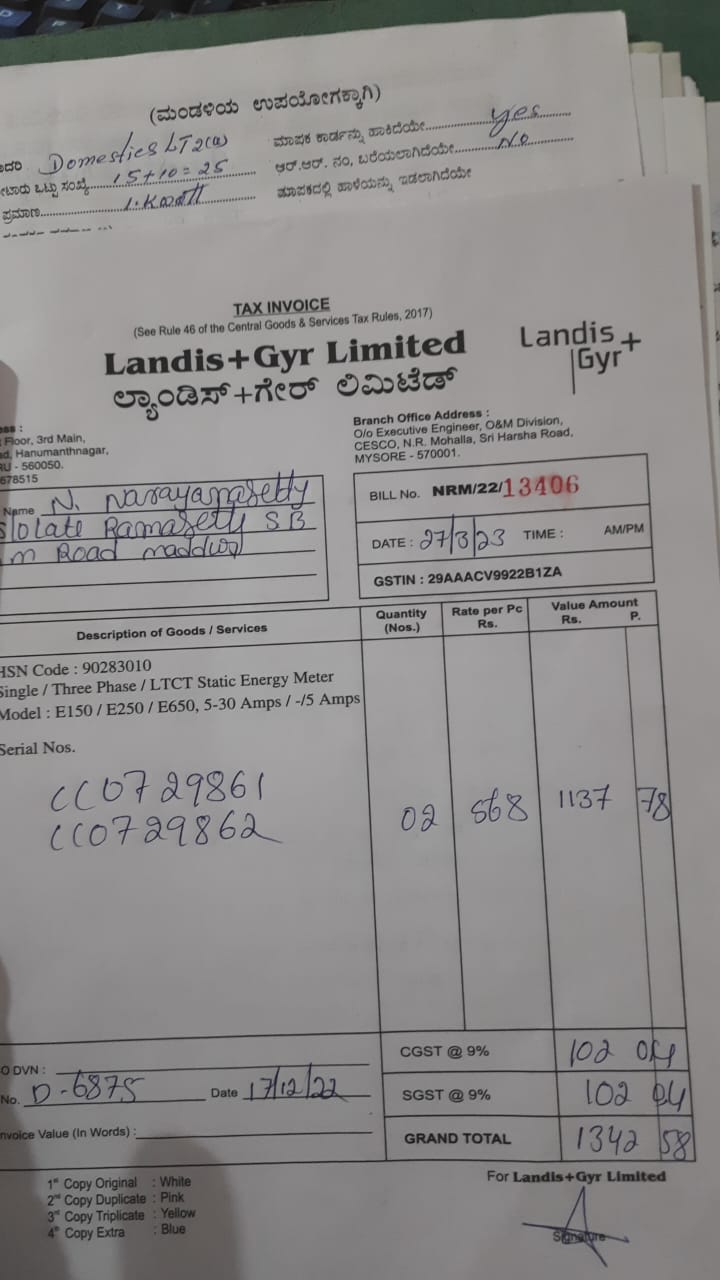 (ಮಂಡಳಿಯ ಉಪಯೋಗಕ್ಕಾಗಿ)
Domestics LT2(a) ಮಾಪಕ ಕಾರ್ಡನ್ನು ಹಾಕಿದೆಯೇ yes
ಒಟ್ಟು ಸಂಖ್ಯೆ 15+10=25 ಆರ್.ಆರ್. ನಂ, ಬರೆಯಲಾಗಿದೆಯೇ No
ಪ್ರಮಾಣ ಮಾಪಕದಲ್ಲಿ ಹಾಳೆಯನ್ನು ಇಡಲಾಗಿದೆಯೇ
TAX INVOICE
(See Rule 46 of the Central Goods & Services Tax Rules, 2017)
Landis+Gyr Limited
Landis
Gyr+
ಲ್ಯಾಂಡಿಸ್+ಗೇರ್ ಲಿಮಿಟೆಡ್
Floor, 3rd Main,
Hanumanthnagar,
- 560050.
678515
Branch Office Address :
O/o Executive Engineer, O&M Division,
CESCO, N.R. Mohalla, Sri Harsha Road,
MYSORE - 570001.
Name N. Narayanasetty
S/o late Ramasetty S B
m Road maddur
BILL No. NRM/22/13406
DATE : 27/3/23 TIME : AM/PM
GSTIN : 29AAACV9922B1ZA
Description of Goods / Services Quantity (Nos.) Rate per Pc Rs. Value Amount Rs. P.
HSN Code : 90283010
Single / Three Phase / LTCT Static Energy Meter
Model : E150 / E250 / E650, 5-30 Amps / -/5 Amps
Serial Nos.
CC0729861
CC0729862
02 568 1137 78
DVN :
No. D-6875 Date 17/12/22
Invoice Value (In Words) :
CGST @ 9% 102 04
SGST @ 9% 102 04
GRAND TOTAL 1342 58
1st Copy Original : White
2nd Copy Duplicate : Pink
3rd Copy Triplicate : Yellow
4th Copy Extra : Blue
For Landis+Gyr Limited
Signature